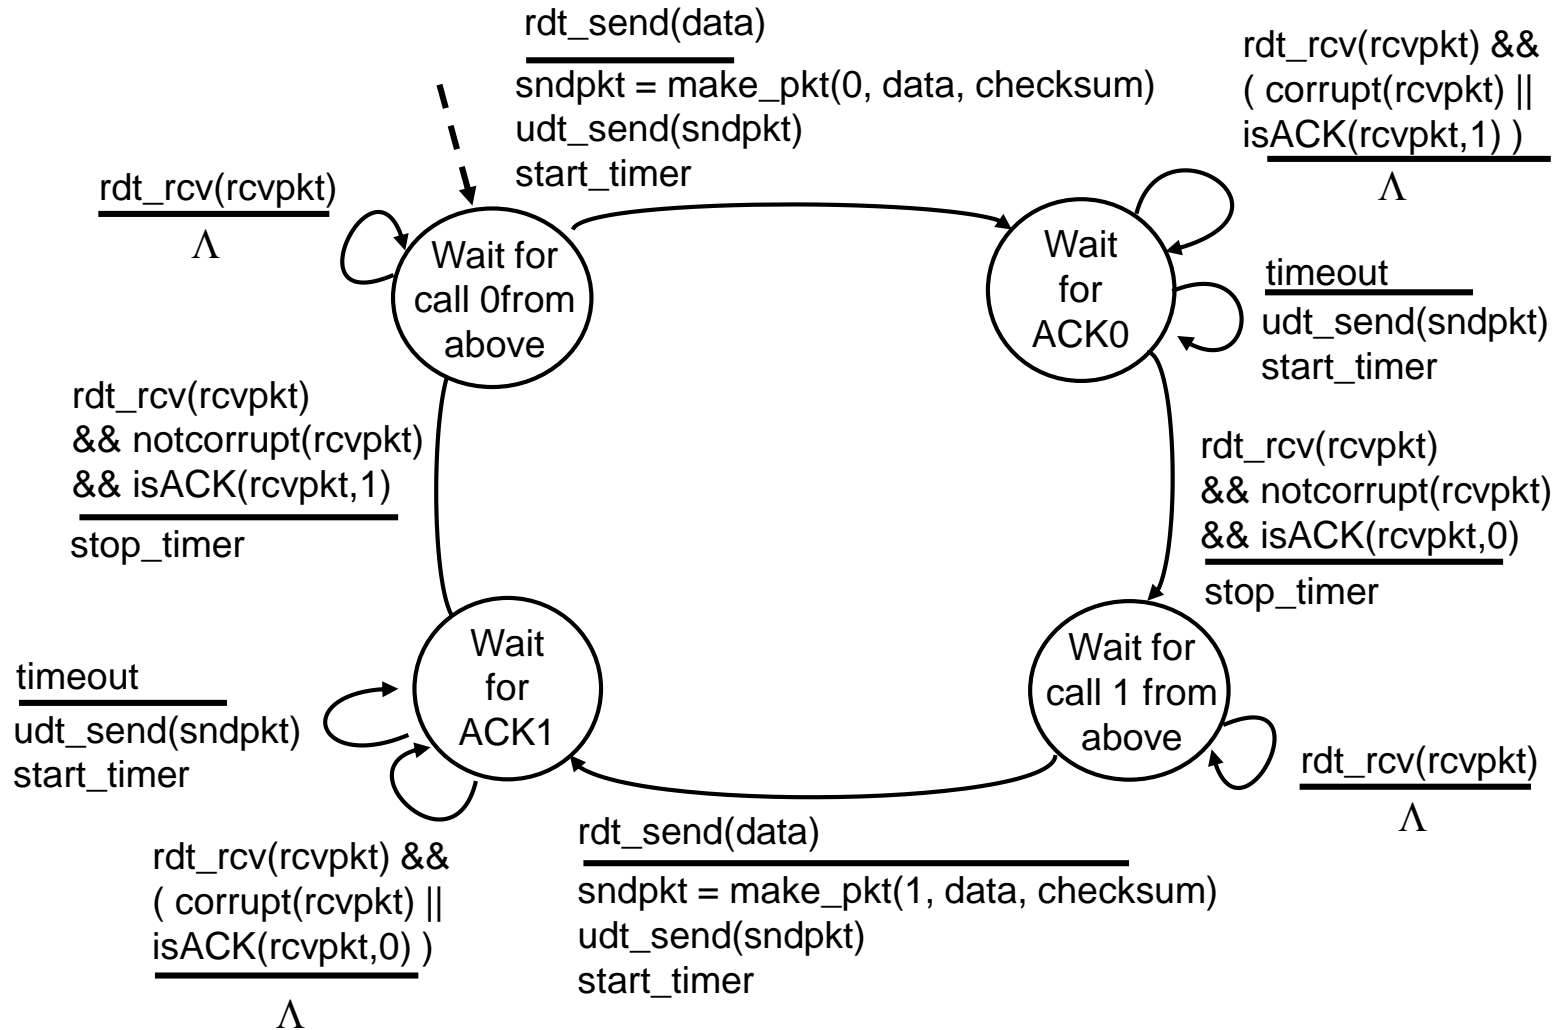 rdt_send(data)
sndpkt = make_pkt(0, data, checksum)
udt_send(sndpkt)
start_timer
rdt_rcv(rcvpkt) &&
( corrupt(rcvpkt) ||
isACK(rcvpkt,1) )
Λ
rdt_rcv(rcvpkt)
Λ
Wait for
call 0from
above
Wait
for
ACK0
timeout
udt_send(sndpkt)
start_timer
rdt_rcv(rcvpkt)
&& notcorrupt(rcvpkt)
&& isACK(rcvpkt,1)
stop_timer
rdt_rcv(rcvpkt)
&& notcorrupt(rcvpkt)
&& isACK(rcvpkt,0)
stop_timer
Wait
for
ACK1
Wait for
call 1 from
above
timeout
udt_send(sndpkt)
start_timer
rdt_rcv(rcvpkt)
Λ
rdt_rcv(rcvpkt) &&
( corrupt(rcvpkt) ||
isACK(rcvpkt,0) )
Λ
rdt_send(data)
sndpkt = make_pkt(1, data, checksum)
udt_send(sndpkt)
start_timer